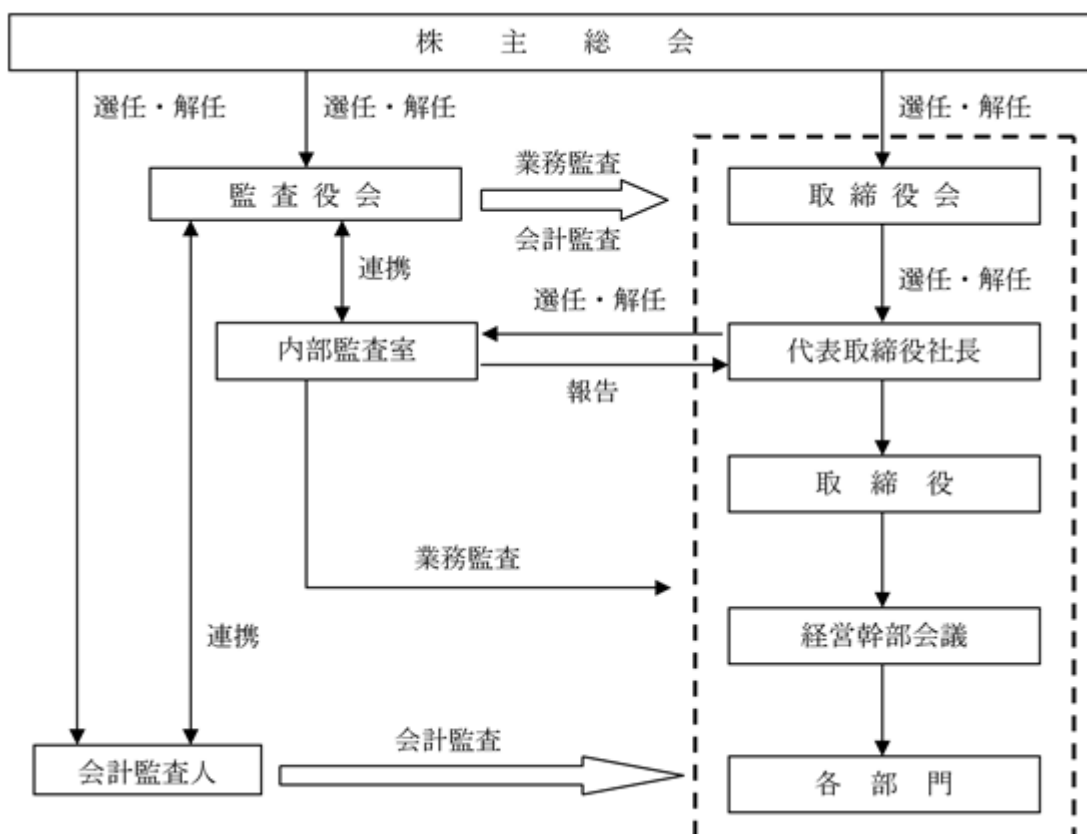 株主総会
選任・解任
選任・解任
選任・解任
監査役会
業務監査
会計監査
取締役会
連携
選任・解任
選任・解任
内部監査室
報告
代表取締役社長
取締役
業務監査
連携
経営幹部会議
会計監査人
会計監査
各部門